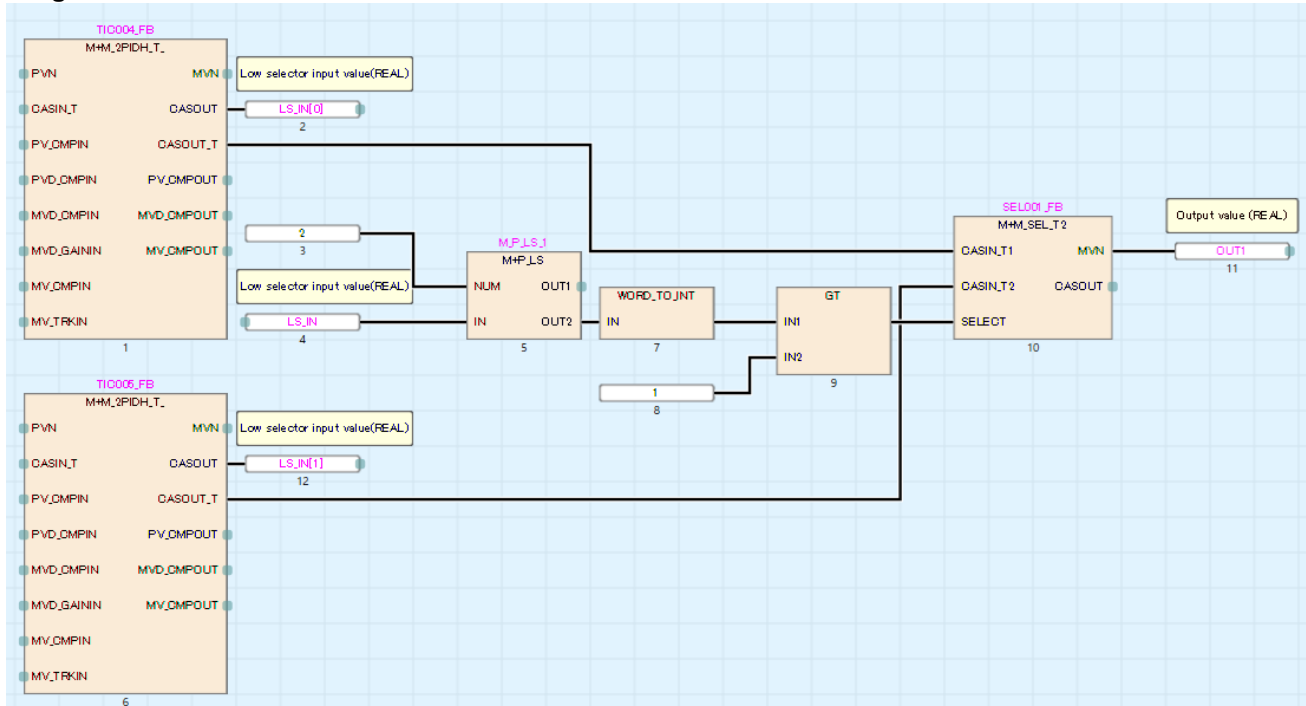 TIC004_FB
M+M_2PIDH_T_
PVN MVN
CASIN_T CASOUT
PV_CMPIN CASOUT_T
PVD_CMPIN PV_CMPOUT
MVD_CMPIN MVD_CMPOUT
MVD_GAININ MV_CMPOUT
MV_CMPIN
MV_TRKIN
1
Low selector input value(REAL)
LS_IN[0]
2
2
3
Low selector input value(REAL)
LS_IN
4
M_P_LS_1
M+P_LS
NUM OUT1
IN OUT2
5
WORD_TO_INT
IN
7
1
8
GT
IN1
IN2
9
SEL001_FB
M+M_SEL_T2
CASIN_T1 MVN
CASIN_T2 CASOUT
SELECT
10
Output value (REAL)
OUT1
11
TIC005_FB
M+M_2PIDH_T_
PVN MVN
CASIN_T CASOUT
PV_CMPIN CASOUT_T
PVD_CMPIN PV_CMPOUT
MVD_CMPIN MVD_CMPOUT
MVD_GAININ MV_CMPOUT
MV_CMPIN
MV_TRKIN
6
Low selector input value(REAL)
LS_IN[1]
12